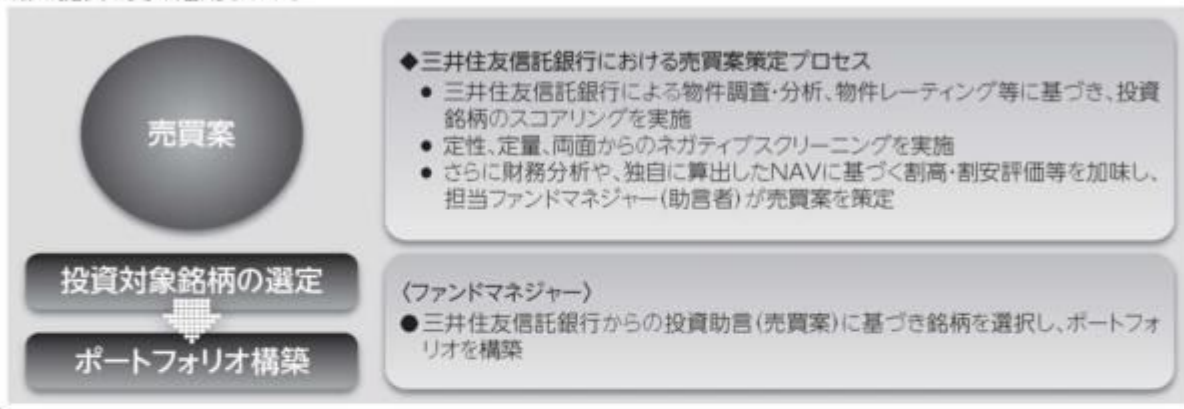 売買案
◆三井住友信託銀行における売買案策定プロセス
● 三井住友信託銀行による物件調査・分析、物件レーティング等に基づき、投資
銘柄のスコアリングを実施
● 定性、定量、両面からのネガティブスクリーニングを実施
● さらに財務分析や、独自に算出したNAVに基づく割高・割安評価等を加味し、
担当ファンドマネジャー(助言者)が売買案を策定
投資対象銘柄の選定
ポートフォリオ構築
〈ファンドマネジャー〉
●三井住友信託銀行からの投資助言(売買案)に基づき銘柄を選択し、ポートフォ
リオを構築